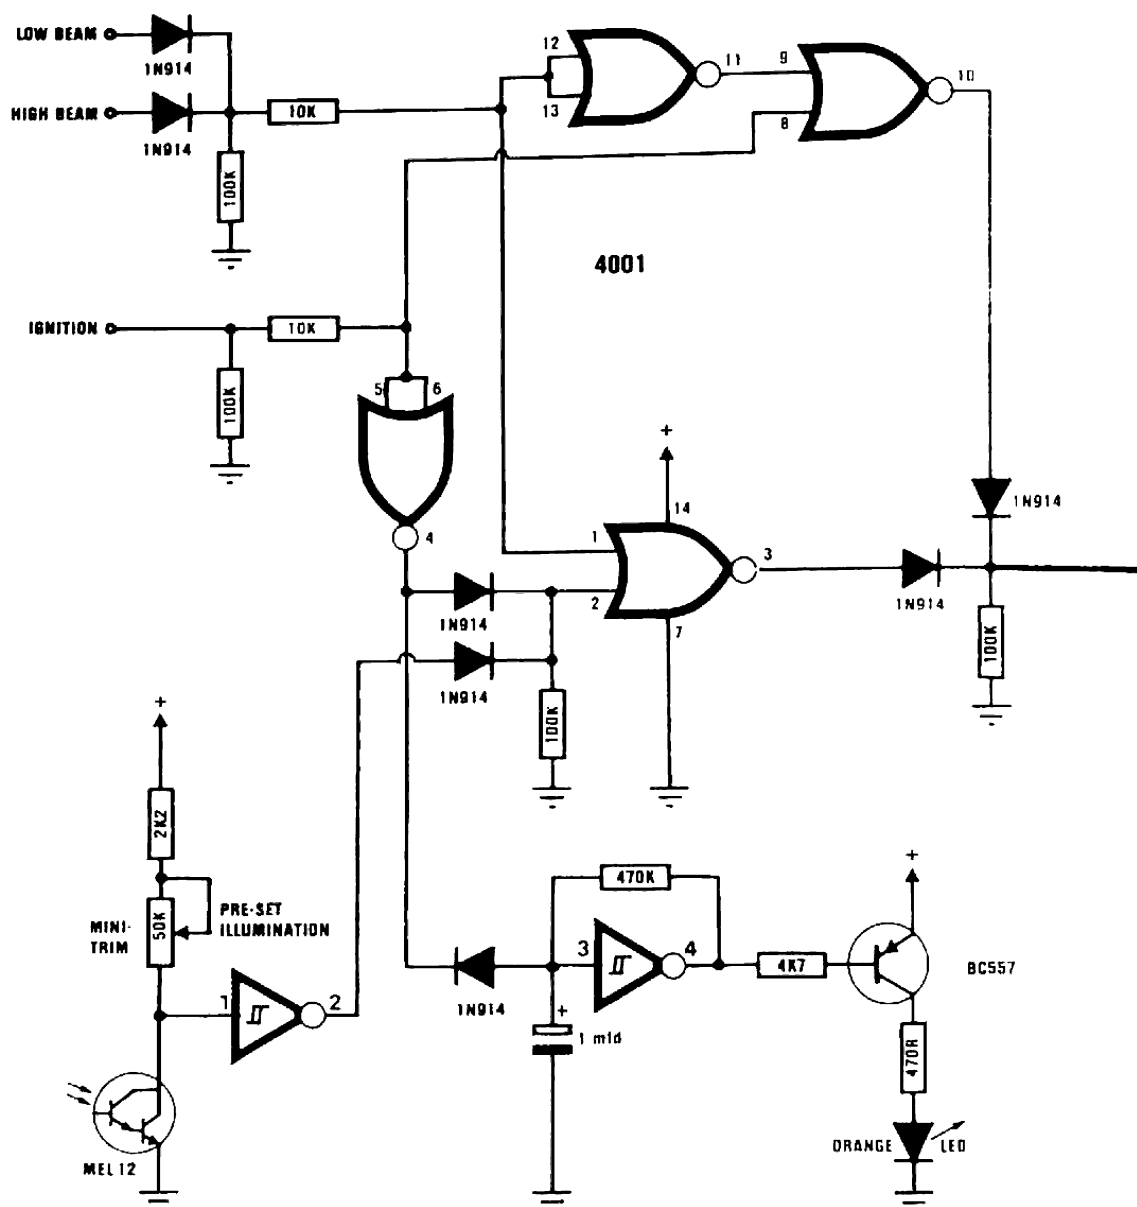 LOW BEAM
1N914
HIGH BEAM
1N914
10K
100K
12
13
11
9
8
10
4001
IGNITION
10K
100K
5
6
4
+
14
1
2
3
7
1N914
1N914
1N914
1N914
100K
100K
+
2K2
50K
MINI-
TRIM
PRE-SET
ILLUMINATION
1
2
MEL 12
470K
3
4
1N914
+
1 mfd
4K7
+
BC557
470R
ORANGE
LED